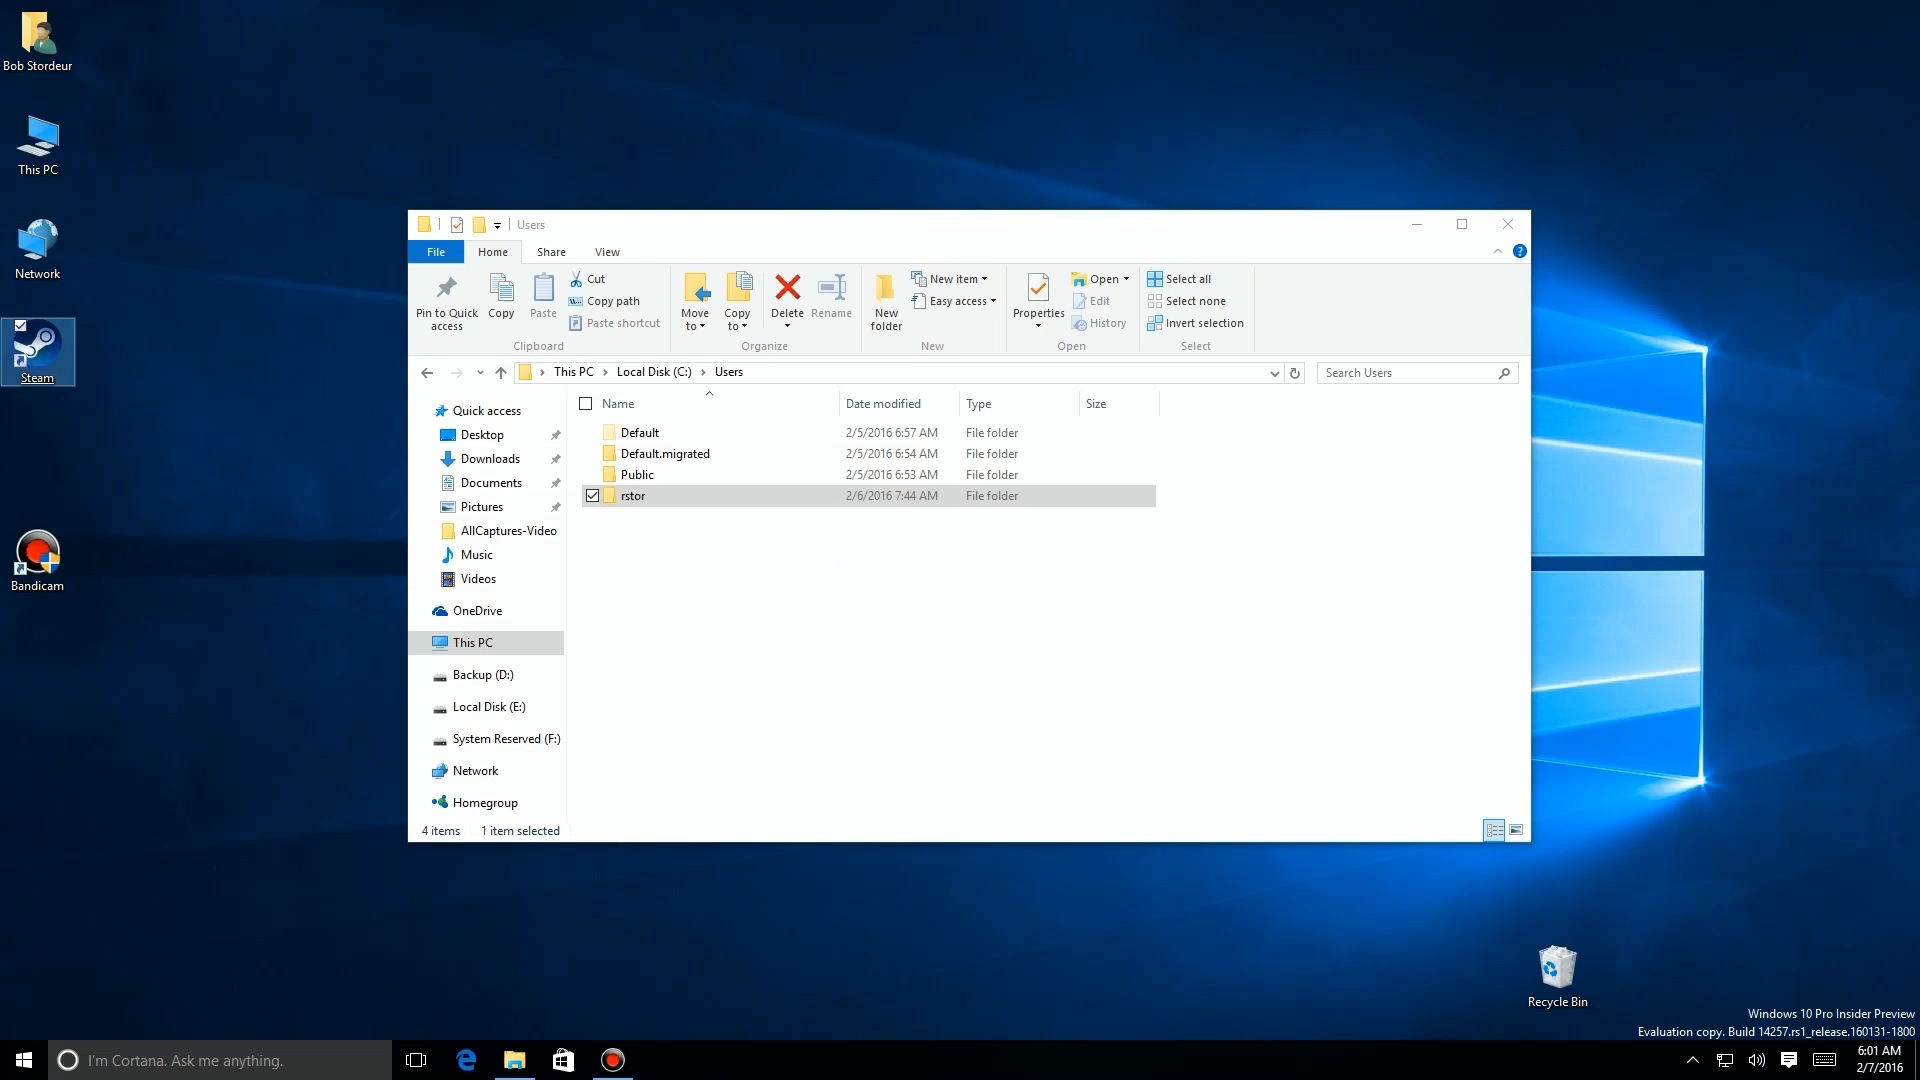 Bob Stordeur
This PC
Network
Steam
Bandicam
Users
File Home Share View
Pin to Quick access
Copy
Paste
Cut
Copy path
Paste shortcut
Clipboard
Move to
Copy to
Delete
Rename
Organize
New folder
New item
Easy access
New
Properties
Open
Edit
History
Open
Select all
Select none
Invert selection
Select
This PC Local Disk (C:) Users
Search Users
Name Date modified Type Size
Default 2/5/2016 6:57 AM File folder
Default.migrated 2/5/2016 6:54 AM File folder
Public 2/5/2016 6:53 AM File folder
rstor 2/6/2016 7:44 AM File folder
Quick access
Desktop
Downloads
Documents
Pictures
AllCaptures-Video
Music
Videos
OneDrive
This PC
Backup (D:)
Local Disk (E:)
System Reserved (F:)
Network
Homegroup
4 items 1 item selected
Recycle Bin
Windows 10 Pro Insider Preview
Evaluation copy. Build 14257.rs1_release.160131-1800
I'm Cortana. Ask me anything.
6:01 AM
2/7/2016